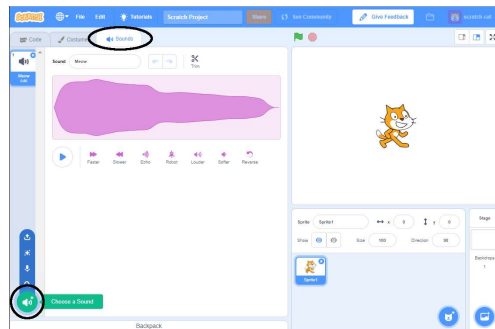 SCRATCH File Edit Tutorials Scratch Project Share See Community Give Feedback scratch cat
Code Costumes Sounds
1
Meow
Sound Meow Trim
Faster Slower Echo Robot Louder Softer Reverse
Choose a Sound
Backpack
Sprite Sprite1 x 0 y 0
Show Size 100 Direction 90
Sprite1
Stage
Backdrops
1